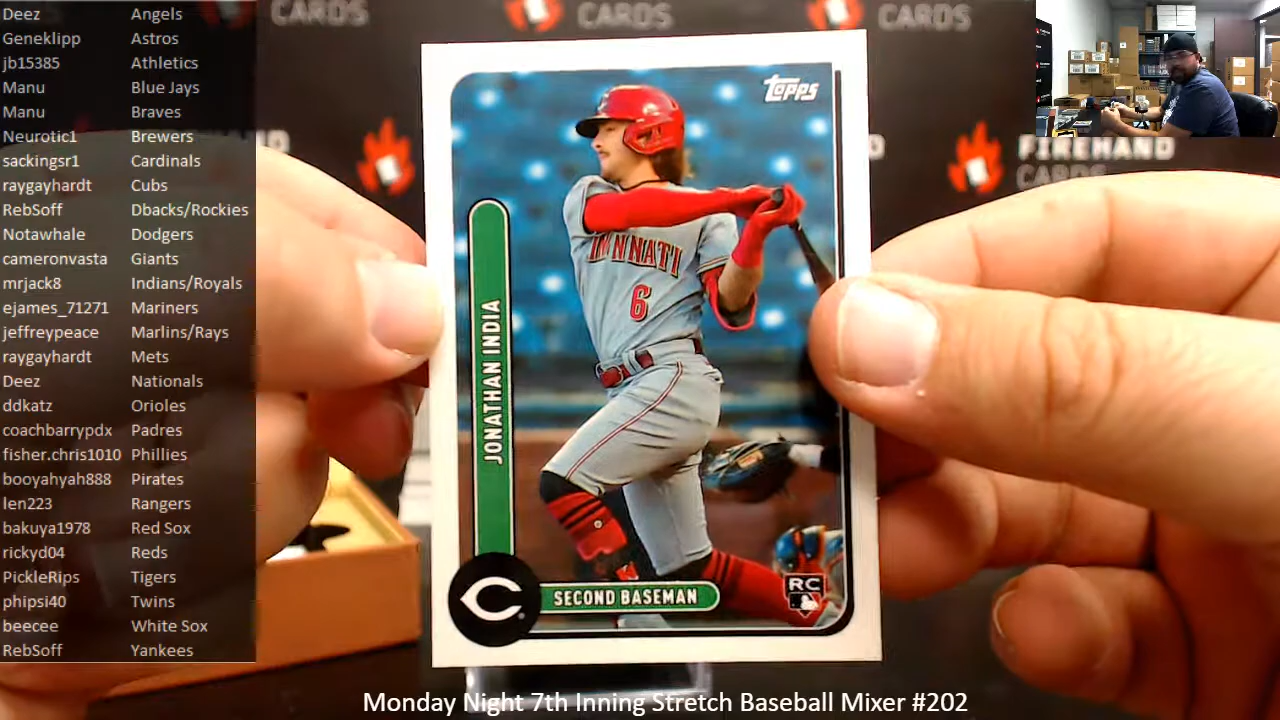 Deez Angels
Geneklipp Astros
jb15385 Athletics
Manu Blue Jays
Manu Braves
Neurotic1 Brewers
sackingsr1 Cardinals
raygayhardt Cubs
RebSoff Dbacks/Rockies
Notawhale Dodgers
cameronvasta Giants
mrjack8 Indians/Royals
ejames_71271 Mariners
jeffreypeace Marlins/Rays
raygayhardt Mets
Deez Nationals
ddkatz Orioles
coachbarrypdx Padres
fisher.chris1010 Phillies
booyahyah888 Pirates
len223 Rangers
bakuya1978 Red Sox
rickyd04 Reds
PickleRips Tigers
phipsi40 Twins
beecee White Sox
RebSoff Yankees
CARDS
CARDS
CARDS
FIREHAND
CARDS
Topps
CINCINNATI
6
JONATHAN INDIA
C
SECOND BASEMAN
RC
Monday Night 7th Inning Stretch Baseball Mixer #202